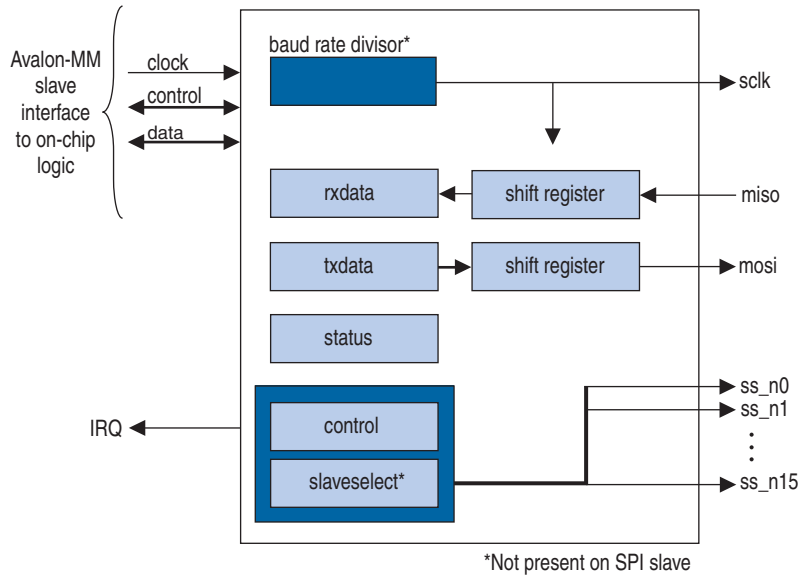 Avalon-MM
slave
interface
to on-chip
logic
clock
control
data
baud rate divisor*
sclk
rxdata
shift register
miso
txdata
shift register
mosi
status
IRQ
control
slaveselect*
ss_n0
ss_n1
ss_n15
*Not present on SPI slave